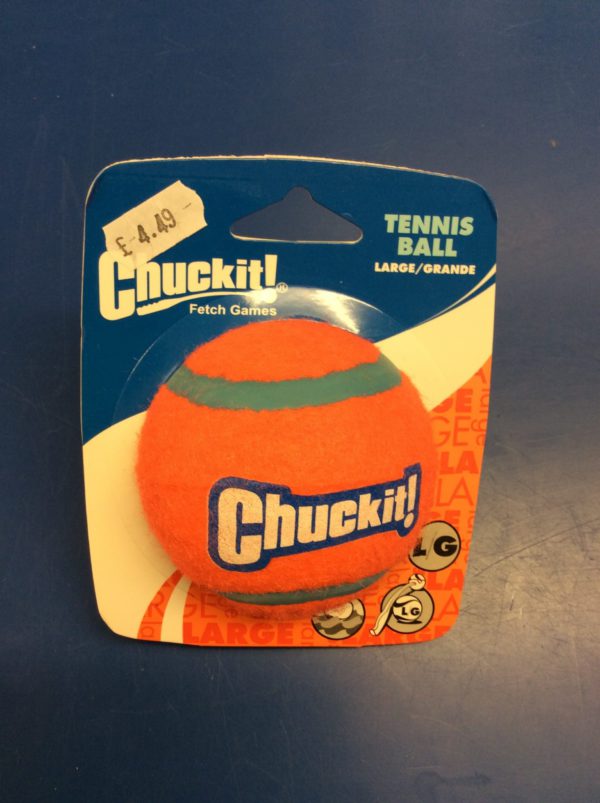 £4.49
Chuckit!®
Fetch Games
TENNIS
BALL
LARGE/GRANDE
Chuckit!
LG
LG
LARGE